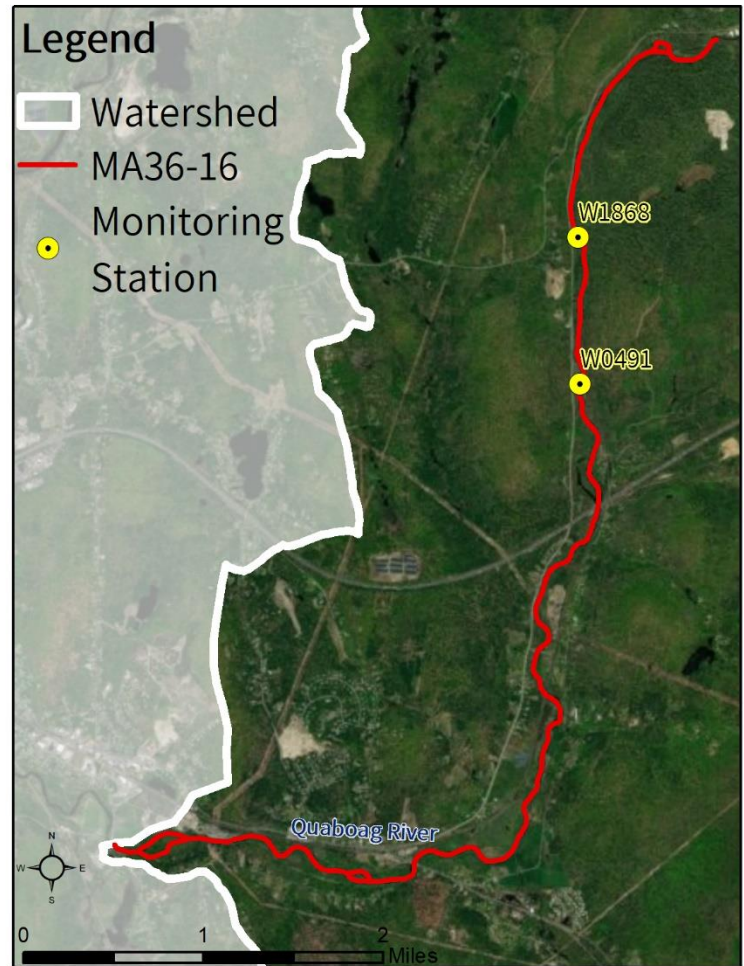 Legend
Watershed
MA36-16
Monitoring
Station
W1868
W0491
Quaboag River
N
W E
S
0 1 2
Miles